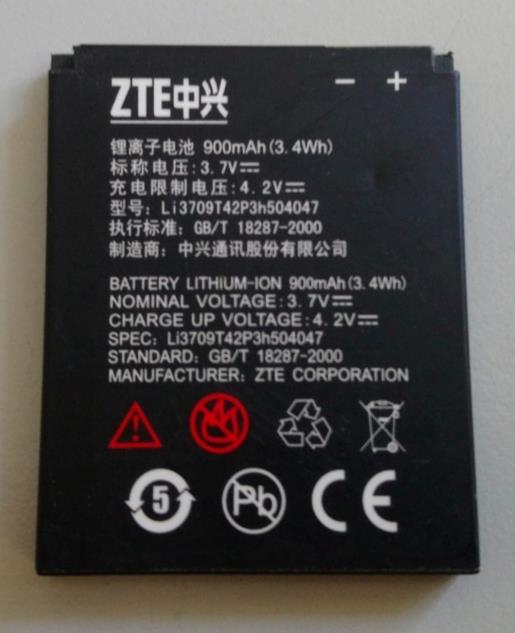 ZTE中兴
- +
锂离子电池 900mAh(3.4Wh)
标称电压:3.7V⎓
充电限制电压:4.2V⎓
型号: Li3709T42P3h504047
执行标准: GB/T 18287-2000
制造商: 中兴通讯股份有限公司
BATTERY LITHIUM-ION 900mAh(3.4Wh)
NOMINAL VOLTAGE:3.7V⎓
CHARGE UP VOLTAGE:4.2V⎓
SPEC: Li3709T42P3h504047
STANDARD: GB/T 18287-2000
MANUFACTURER: ZTE CORPORATION
5 Pb CE